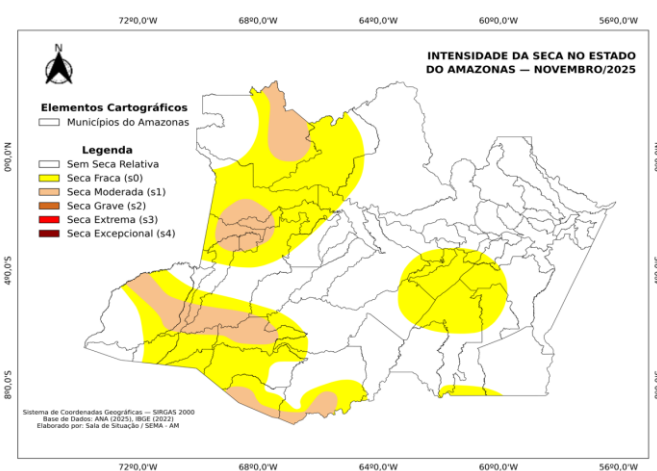 72º0,0'W 68º0,0'W 64º0,0'W 60º0,0'W 56º0,0'W
N
INTENSIDADE DA SECA NO ESTADO
DO AMAZONAS — NOVEMBRO/2025
Elementos Cartográficos
Municípios do Amazonas
Legenda
Sem Seca Relativa
Seca Fraca (s0)
Seca Moderada (s1)
Seca Grave (s2)
Seca Extrema (s3)
Seca Excepcional (s4)
0º0,0'N
4º0,0'S
8º0,0'S
Sistema de Coordenadas Geográficas — SIRGAS 2000
Base de Dados: ANA (2025), IBGE (2022)
Elaborado por: Sala de Situação / SEMA - AM
72º0,0'W 68º0,0'W 64º0,0'W 60º0,0'W 56º0,0'W